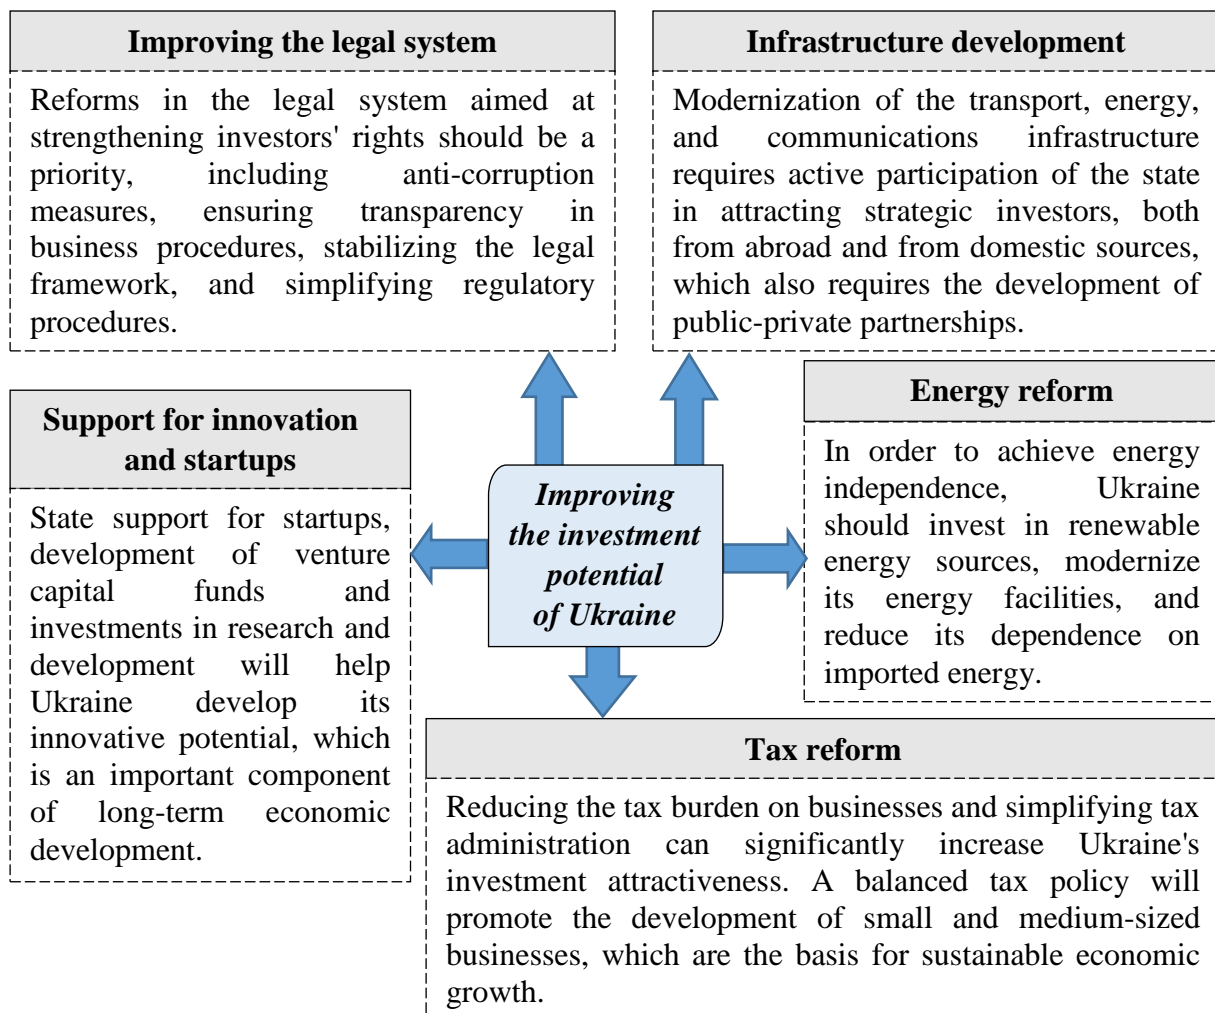 Improving the legal system
Reforms in the legal system aimed at
strengthening investors' rights should be a
priority, including anti-corruption
measures, ensuring transparency in
business procedures, stabilizing the legal
framework, and simplifying regulatory
procedures.
Infrastructure development
Modernization of the transport, energy,
and communications infrastructure
requires active participation of the state
in attracting strategic investors, both
from abroad and from domestic sources,
which also requires the development of
public-private partnerships.
Support for innovation
and startups
State support for startups,
development of venture
capital funds and
investments in research and
development will help
Ukraine develop its
innovative potential, which
is an important component
of long-term economic
development.
Improving
the investment
potential
of Ukraine
Energy reform
In order to achieve energy
independence, Ukraine
should invest in renewable
energy sources, modernize
its energy facilities, and
reduce its dependence on
imported energy.
Tax reform
Reducing the tax burden on businesses and simplifying tax
administration can significantly increase Ukraine's
investment attractiveness. A balanced tax policy will
promote the development of small and medium-sized
businesses, which are the basis for sustainable economic
growth.